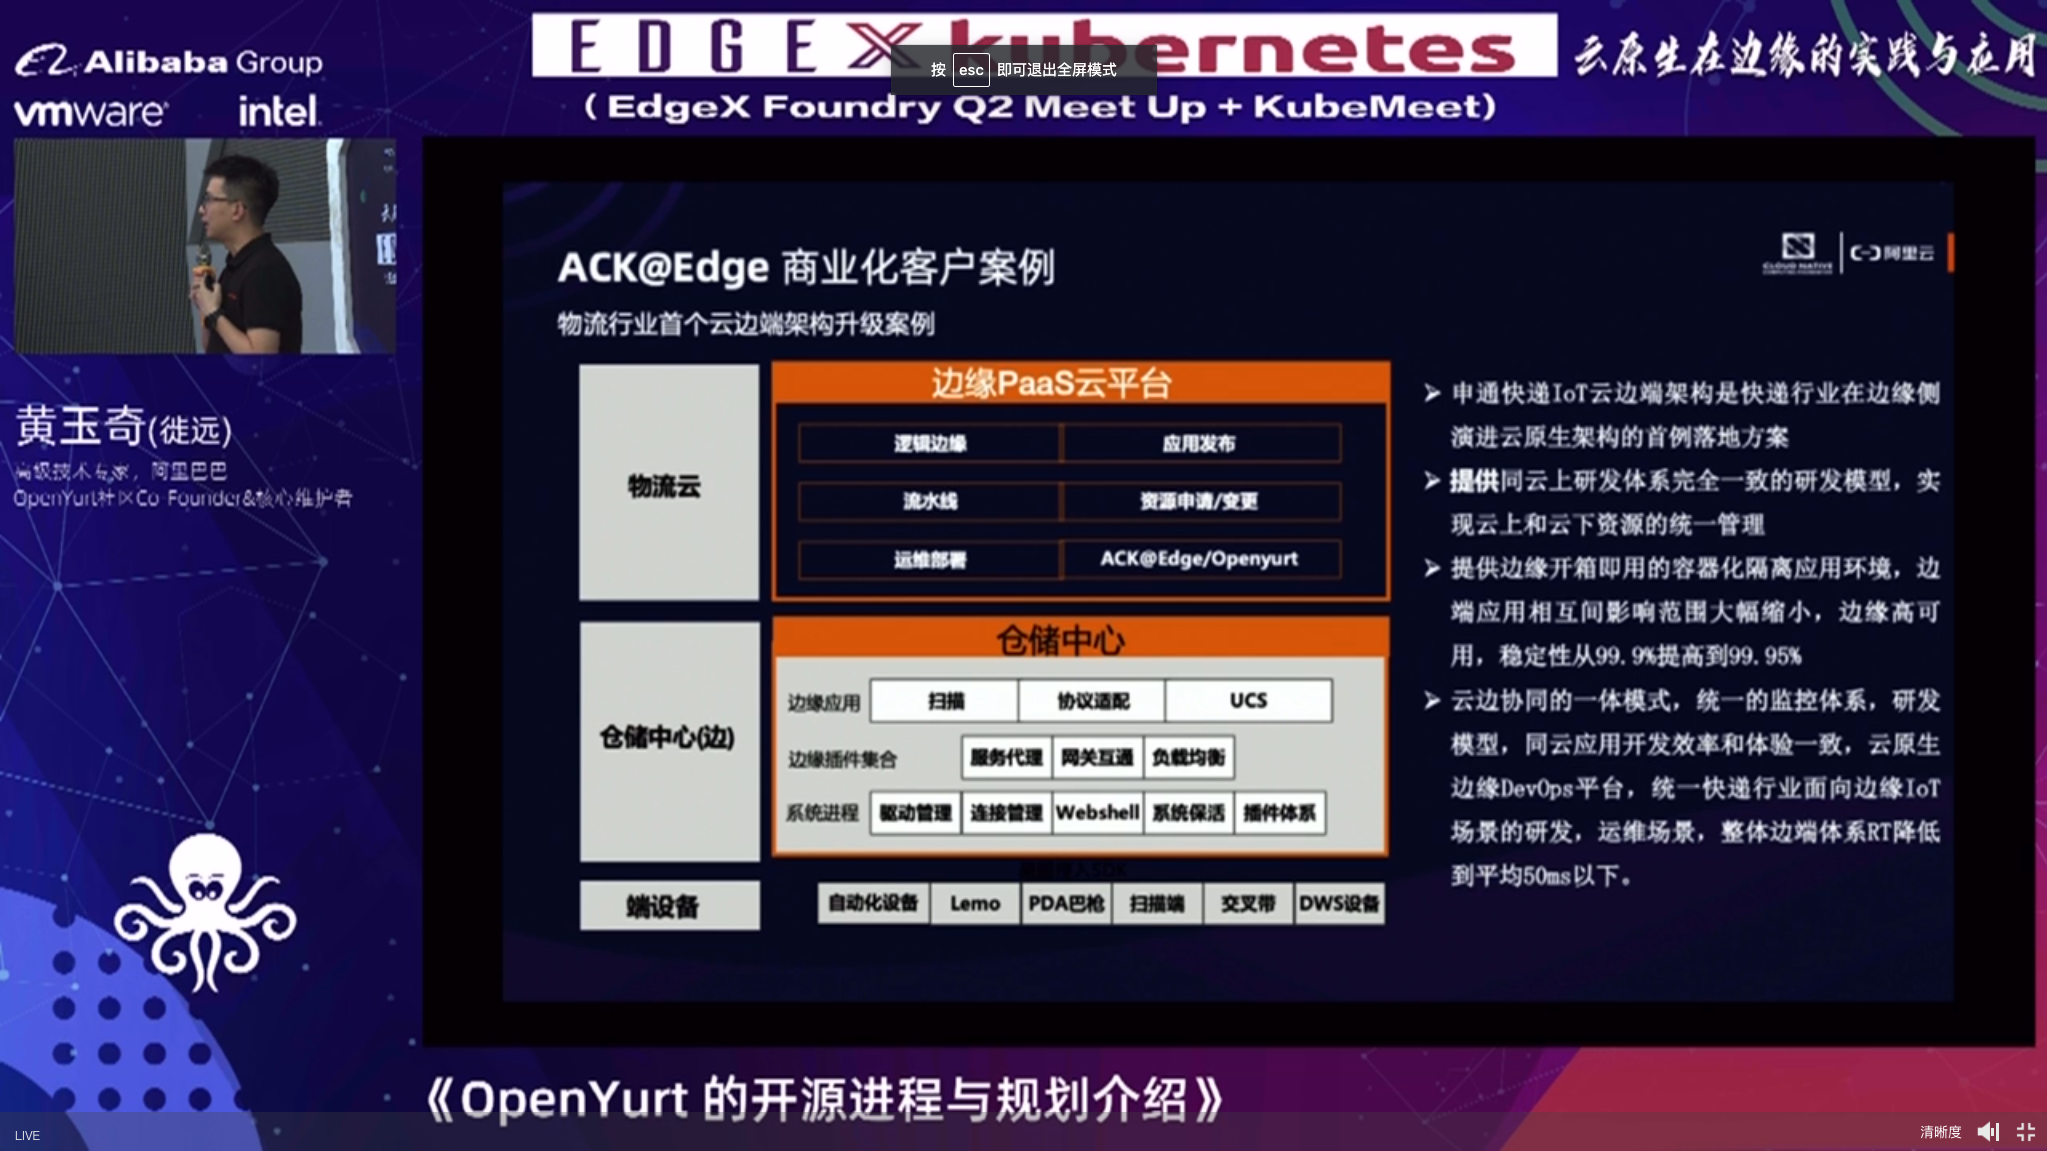 Alibaba Group
vmware®
intel.
EDGE X kubernetes
按 esc 即可退出全屏模式
( EdgeX Foundry Q2 Meet Up + KubeMeet)
云原生在边缘的实践与应用
黄玉奇(徙远)
高级技术专家，阿里巴巴
OpenYurt社区Co-Founder&核心维护者
ACK@Edge 商业化客户案例
物流行业首个云边端架构升级案例
CLOUD NATIVE
阿里云
物流云
边缘PaaS云平台
逻辑边缘 应用发布
流水线 资源申请/变更
运维部署 ACK@Edge/Openyurt
仓储中心(边)
仓储中心
边缘应用 扫描 协议适配 UCS
边缘插件集合 服务代理 网关互通 负载均衡
系统进程 驱动管理 连接管理 Webshell 系统保活 插件体系
端设备
自动化设备 Lemo PDA巴枪 扫描端 交叉带 DWS设备
➢ 申通快递IoT云边端架构是快递行业在边缘侧
演进云原生架构的首例落地方案
➢ 提供同云上研发体系完全一致的研发模型，实
现云上和云下资源的统一管理
➢ 提供边缘开箱即用的容器化隔离应用环境，边
端应用相互间影响范围大幅缩小，边缘高可
用，稳定性从99.9%提高到99.95%
➢ 云边协同的一体模式，统一的监控体系，研发
模型，同云应用开发效率和体验一致，云原生
边缘DevOps平台，统一快递行业面向边缘IoT
场景的研发，运维场景，整体边端体系RT降低
到平均50ms以下。
《OpenYurt 的开源进程与规划介绍》
LIVE
清晰度